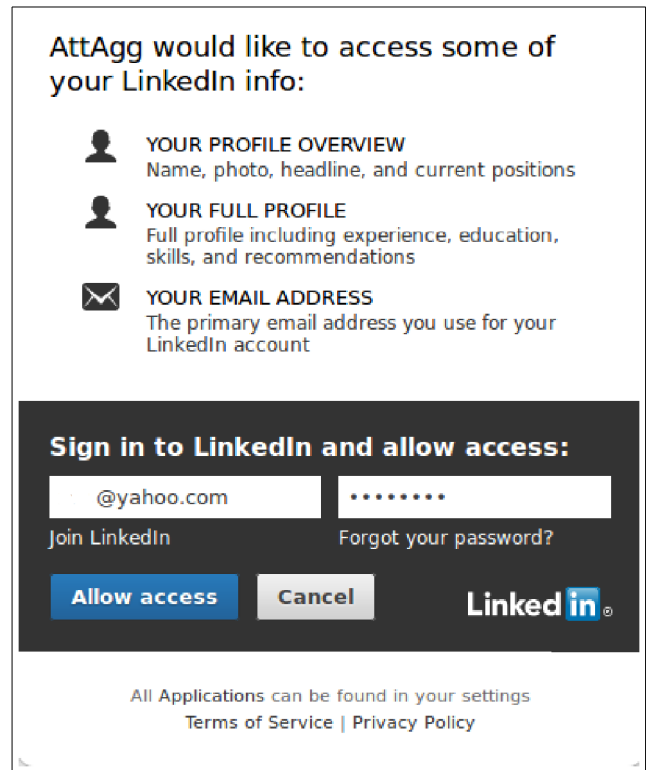 AttAgg would like to access some of
your LinkedIn info:
YOUR PROFILE OVERVIEW
Name, photo, headline, and current positions
YOUR FULL PROFILE
Full profile including experience, education,
skills, and recommendations
YOUR EMAIL ADDRESS
The primary email address you use for your
LinkedIn account
Sign in to LinkedIn and allow access:
@yahoo.com ••••••••
Join LinkedIn Forgot your password?
Allow access Cancel Linked in ®
All Applications can be found in your settings
Terms of Service | Privacy Policy